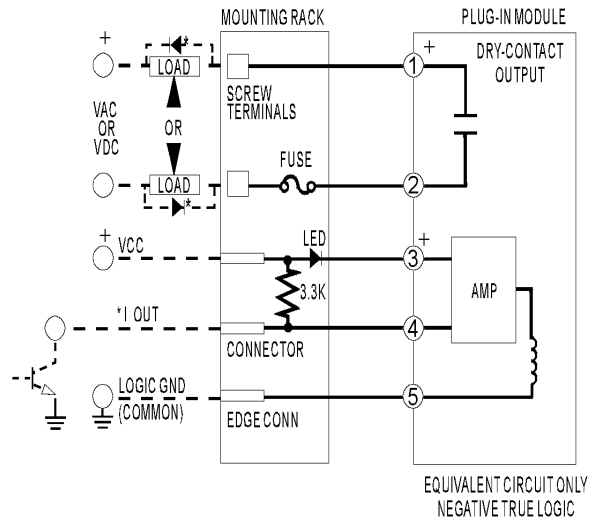 MOUNTING RACK
PLUG-IN MODULE
+
*
LOAD
1
+
DRY-CONTACT
OUTPUT
SCREW
TERMINALS
VAC
OR
VDC
OR
FUSE
LOAD
*
2
+
VCC
LED
3
+
3.3K
AMP
*I OUT
4
CONNECTOR
LOGIC GND
(COMMON)
5
EDGE CONN
EQUIVALENT CIRCUIT ONLY
NEGATIVE TRUE LOGIC